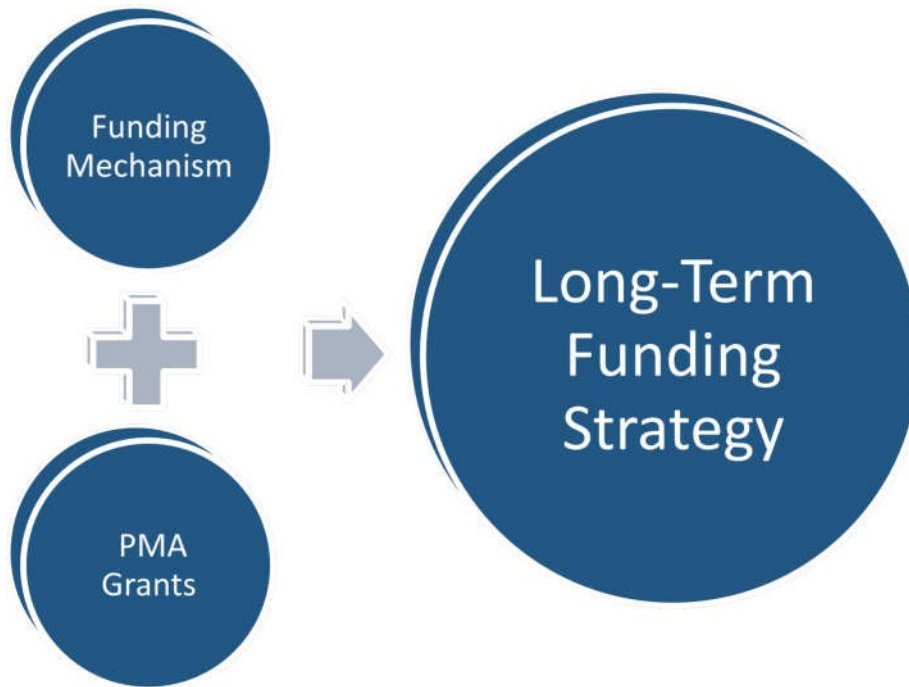 Funding
Mechanism
PMA
Grants
Long-Term
Funding
Strategy